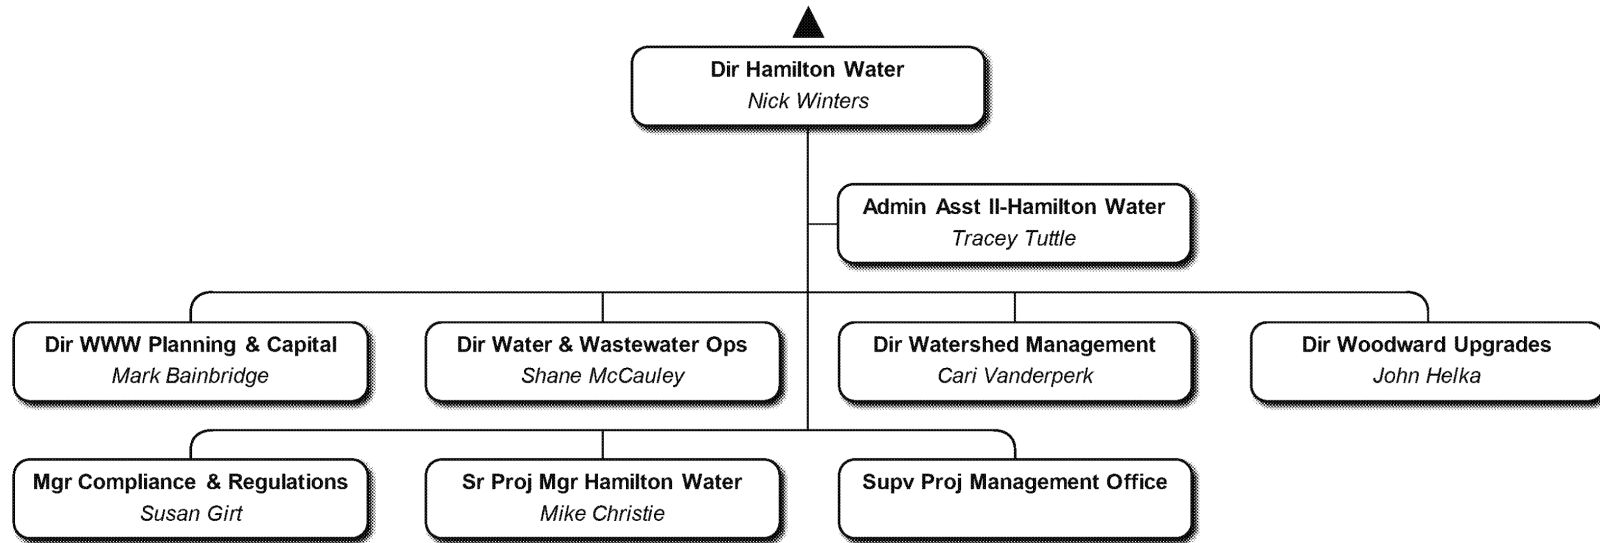 Dir Hamilton Water
Nick Winters
Admin Asst II-Hamilton Water
Tracey Tuttle
Dir WWW Planning & Capital
Mark Bainbridge
Dir Water & Wastewater Ops
Shane McCauley
Dir Watershed Management
Cari Vanderperk
Dir Woodward Upgrades
John Helka
Mgr Compliance & Regulations
Susan Girt
Sr Proj Mgr Hamilton Water
Mike Christie
Supv Proj Management Office